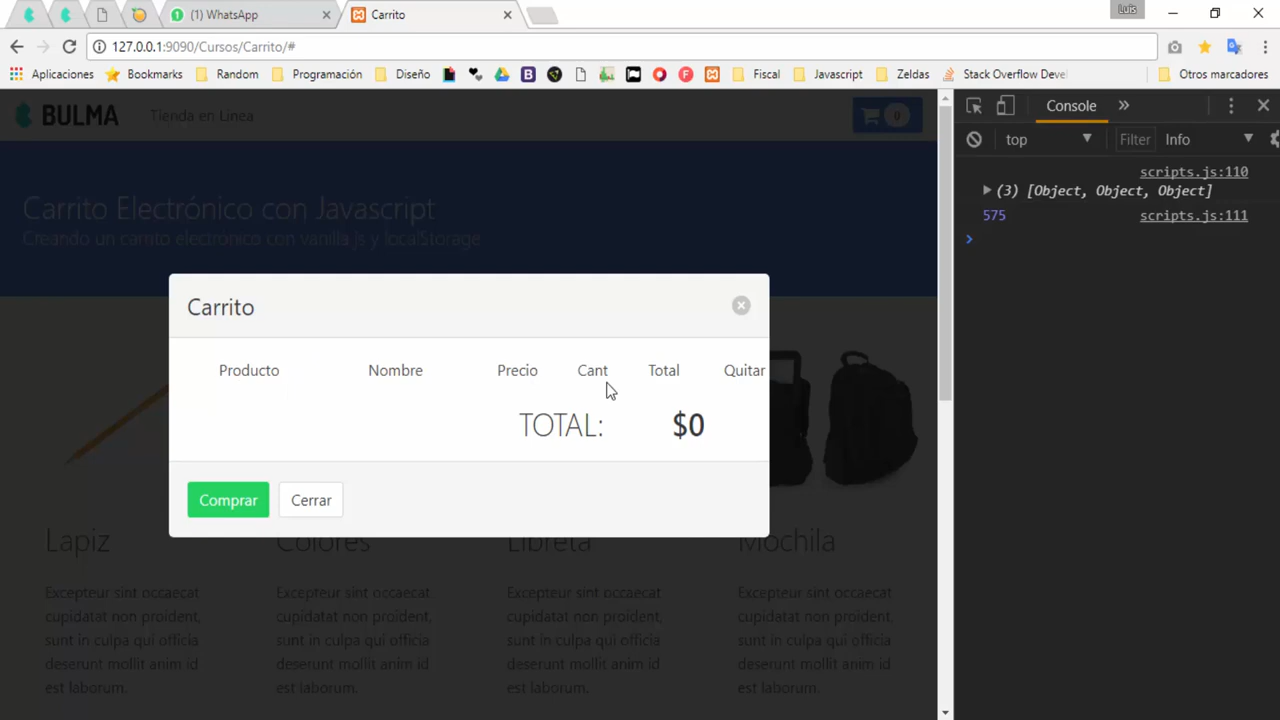 (1) WhatsApp
Carrito
Luis
127.0.0.1:9090/Cursos/Carrito/#
Aplicaciones
Bookmarks
Random
Programación
Diseño
Fiscal
Javascript
Zeldas
Stack Overflow Deve
Otros marcadores
BULMA
Tienda en Linea
0
Console
top
Filter
Info
scripts.js:110
(3) [Object, Object, Object]
575
scripts.js:111
Carrito Electrónico con Javascript
Creando un carrito electronico con vanilla js y localStorage
Carrito
Producto
Nombre
Precio
Cant
Total
Quitar
TOTAL:
$0
Comprar
Cerrar
Lapiz
Colores
Libreta
Mochila
Excepteur sint occaecat
cupidatat non proident,
sunt in culpa qui officia
deserunt mollit anim id
est laborum.
Excepteur sint occaecat
cupidatat non proident,
sunt in culpa qui officia
deserunt mollit anim id
est laborum.
Excepteur sint occaecat
cupidatat non proident,
sunt in culpa qui officia
deserunt mollit anim id
est laborum.
Excepteur sint occaecat
cupidatat non proident,
sunt in culpa qui officia
deserunt mollit anim id
est laborum.